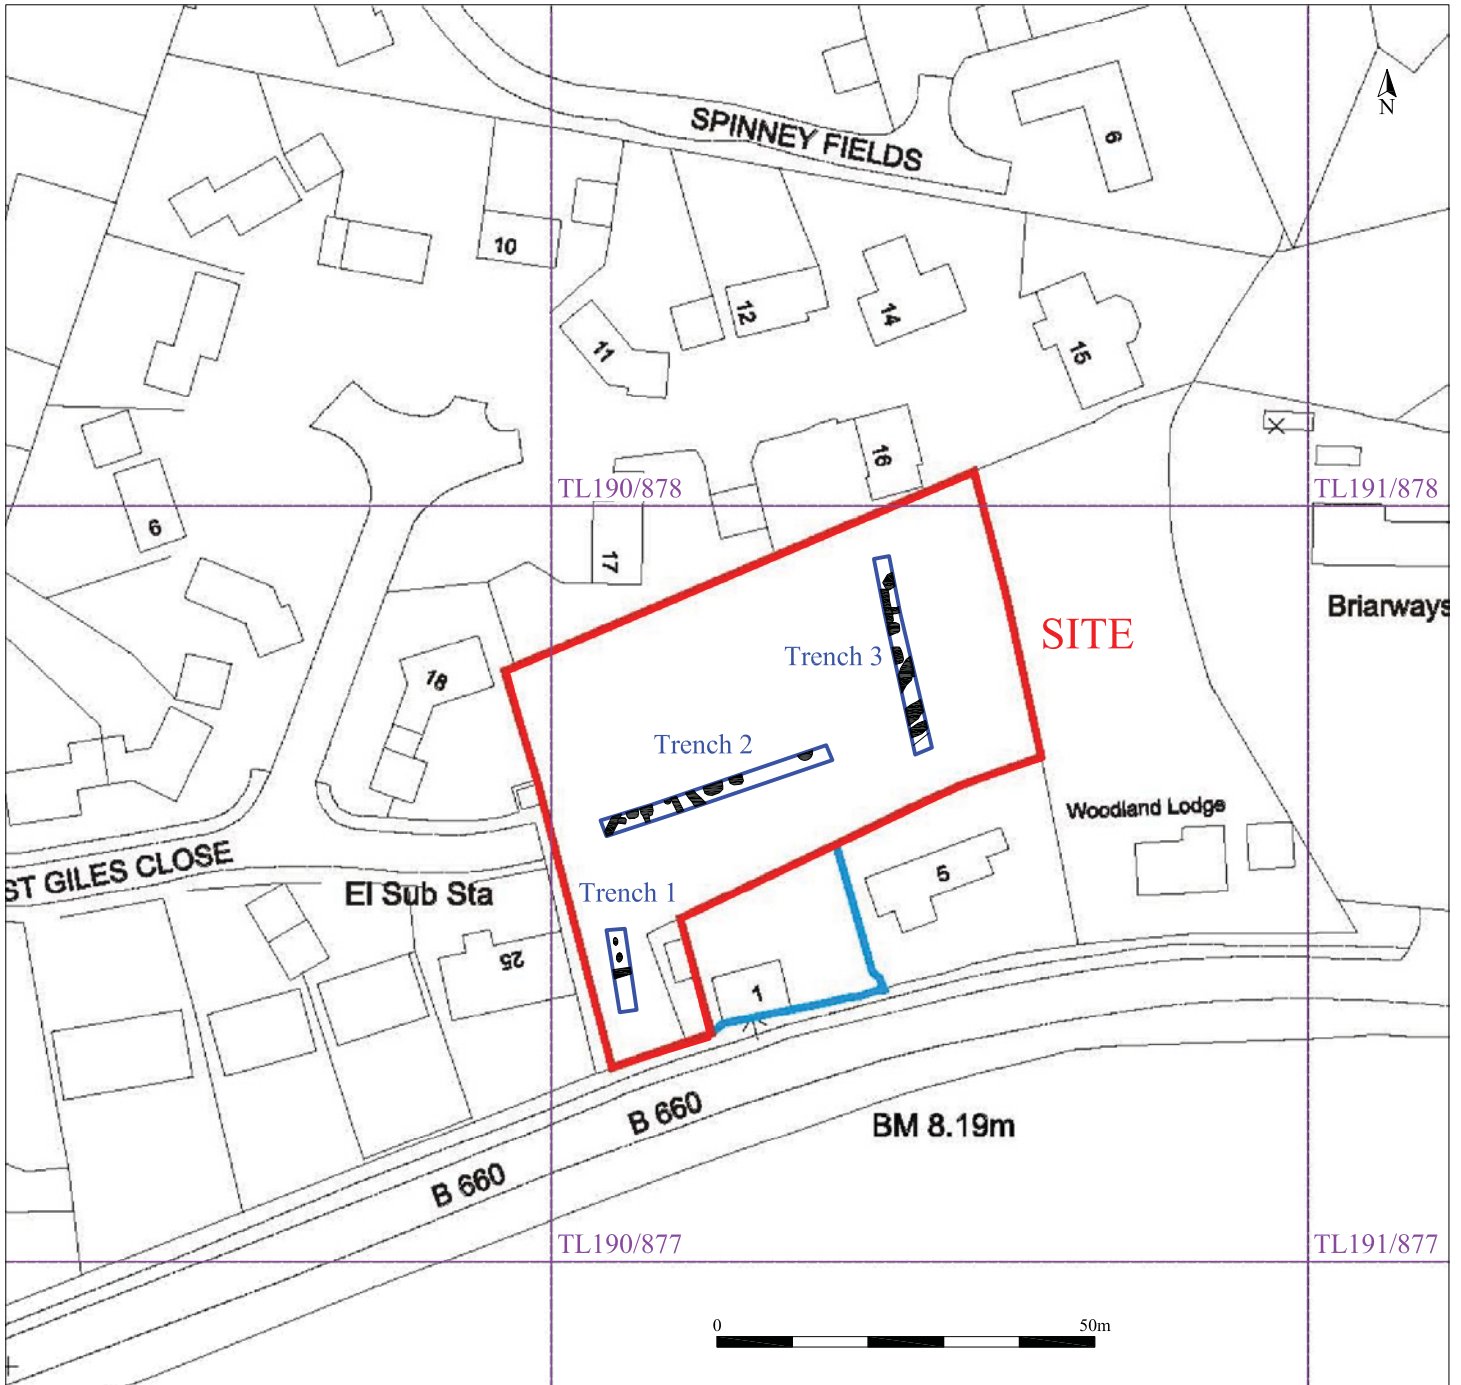 N
SPINNEY FIELDS
6
10
12
14
11
15
16
TL190/878
TL191/878
6
17
Briarways
SITE
Trench 3
18
Trench 2
Woodland Lodge
ST GILES CLOSE
El Sub Sta
5
Trench 1
25
1
B 660
BM 8.19m
B 660
TL190/877
TL191/877
0
50m